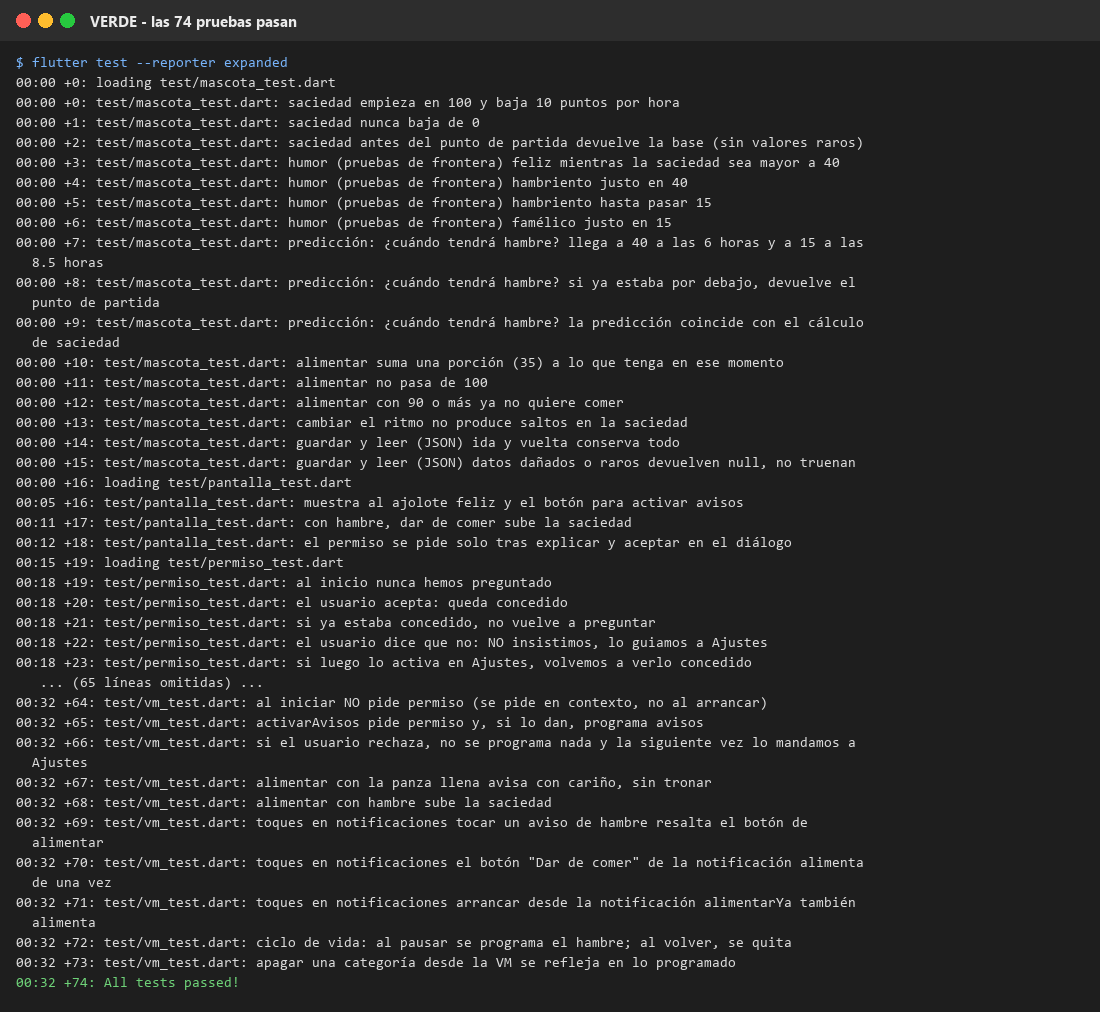 VERDE - las 74 pruebas pasan
$ flutter test --reporter expanded
00:00 +0: loading test/mascota_test.dart
00:00 +0: test/mascota_test.dart: saciedad empieza en 100 y baja 10 puntos por hora
00:00 +1: test/mascota_test.dart: saciedad nunca baja de 0
00:00 +2: test/mascota_test.dart: saciedad antes del punto de partida devuelve la base (sin valores raros)
00:00 +3: test/mascota_test.dart: humor (pruebas de frontera) feliz mientras la saciedad sea mayor a 40
00:00 +4: test/mascota_test.dart: humor (pruebas de frontera) hambriento justo en 40
00:00 +5: test/mascota_test.dart: humor (pruebas de frontera) hambriento hasta pasar 15
00:00 +6: test/mascota_test.dart: humor (pruebas de frontera) famélico justo en 15
00:00 +7: test/mascota_test.dart: predicción: ¿cuándo tendrá hambre? llega a 40 a las 6 horas y a 15 a las
8.5 horas
00:00 +8: test/mascota_test.dart: predicción: ¿cuándo tendrá hambre? si ya estaba por debajo, devuelve el
punto de partida
00:00 +9: test/mascota_test.dart: predicción: ¿cuándo tendrá hambre? la predicción coincide con el cálculo
de saciedad
00:00 +10: test/mascota_test.dart: alimentar suma una porción (35) a lo que tenga en ese momento
00:00 +11: test/mascota_test.dart: alimentar no pasa de 100
00:00 +12: test/mascota_test.dart: alimentar con 90 o más ya no quiere comer
00:00 +13: test/mascota_test.dart: cambiar el ritmo no produce saltos en la saciedad
00:00 +14: test/mascota_test.dart: guardar y leer (JSON) ida y vuelta conserva todo
00:00 +15: test/mascota_test.dart: guardar y leer (JSON) datos dañados o raros devuelven null, no truenan
00:00 +16: loading test/pantalla_test.dart
00:05 +16: test/pantalla_test.dart: muestra al ajolote feliz y el botón para activar avisos
00:11 +17: test/pantalla_test.dart: con hambre, dar de comer sube la saciedad
00:12 +18: test/pantalla_test.dart: el permiso se pide solo tras explicar y aceptar en el diálogo
00:15 +19: loading test/permiso_test.dart
00:18 +19: test/permiso_test.dart: al inicio nunca hemos preguntado
00:18 +20: test/permiso_test.dart: el usuario acepta: queda concedido
00:18 +21: test/permiso_test.dart: si ya estaba concedido, no vuelve a preguntar
00:18 +22: test/permiso_test.dart: el usuario dice que no: NO insistimos, lo guiamos a Ajustes
00:18 +23: test/permiso_test.dart: si luego lo activa en Ajustes, volvemos a verlo concedido
... (65 líneas omitidas) ...
00:32 +64: test/vm_test.dart: al iniciar NO pide permiso (se pide en contexto, no al arrancar)
00:32 +65: test/vm_test.dart: activarAvisos pide permiso y, si lo dan, programa avisos
00:32 +66: test/vm_test.dart: si el usuario rechaza, no se programa nada y la siguiente vez lo mandamos a
Ajustes
00:32 +67: test/vm_test.dart: alimentar con la panza llena avisa con cariño, sin tronar
00:32 +68: test/vm_test.dart: alimentar con hambre sube la saciedad
00:32 +69: test/vm_test.dart: toques en notificaciones tocar un aviso de hambre resalta el botón de
alimentar
00:32 +70: test/vm_test.dart: toques en notificaciones el botón "Dar de comer" de la notificación alimenta
de una vez
00:32 +71: test/vm_test.dart: toques en notificaciones arrancar desde la notificación alimentarYa también
alimenta
00:32 +72: test/vm_test.dart: ciclo de vida: al pausar se programa el hambre; al volver, se quita
00:32 +73: test/vm_test.dart: apagar una categoría desde la VM se refleja en lo programado
00:32 +74: All tests passed!